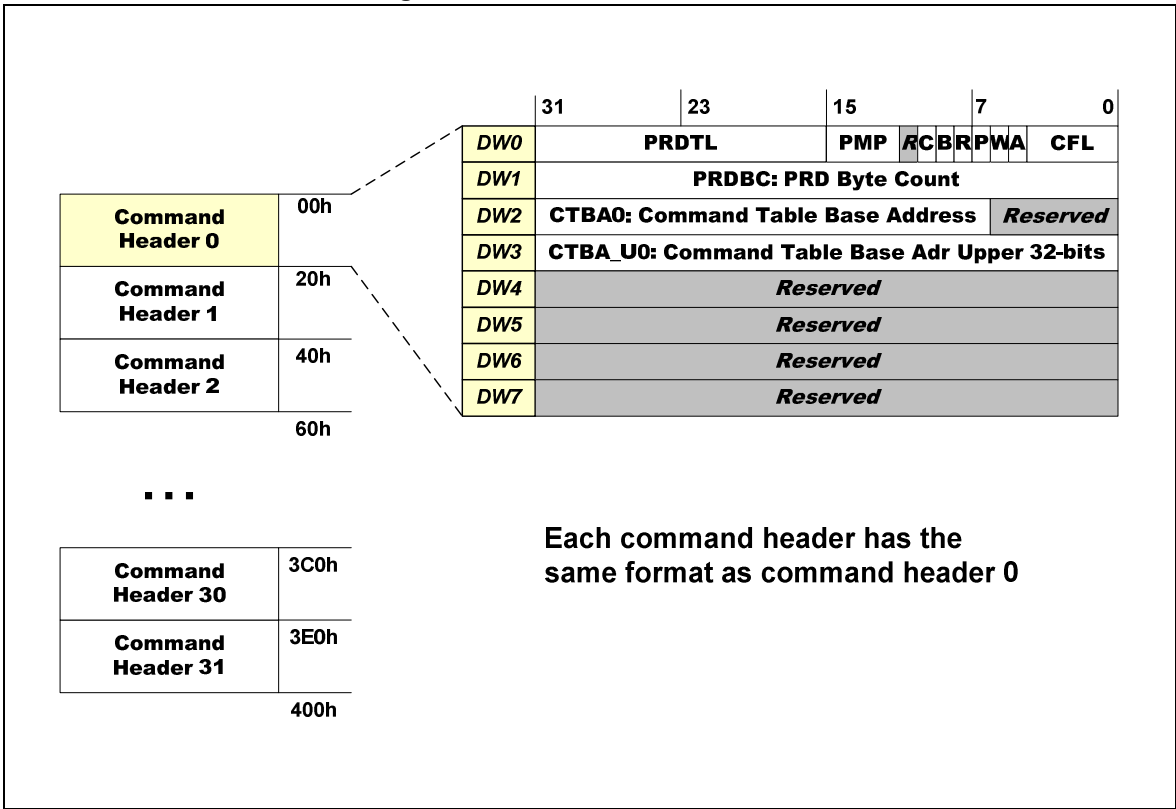 31 23 15 7 0
DW0 PRDTL PMP R C B R P W A CFL
DW1 PRDBC: PRD Byte Count
DW2 CTBA0: Command Table Base Address Reserved
DW3 CTBA_U0: Command Table Base Adr Upper 32-bits
DW4 Reserved
DW5 Reserved
DW6 Reserved
DW7 Reserved
Command
Header 0
00h
Command
Header 1
20h
Command
Header 2
40h
60h
...
Command
Header 30
3C0h
Command
Header 31
3E0h
400h
Each command header has the
same format as command header 0